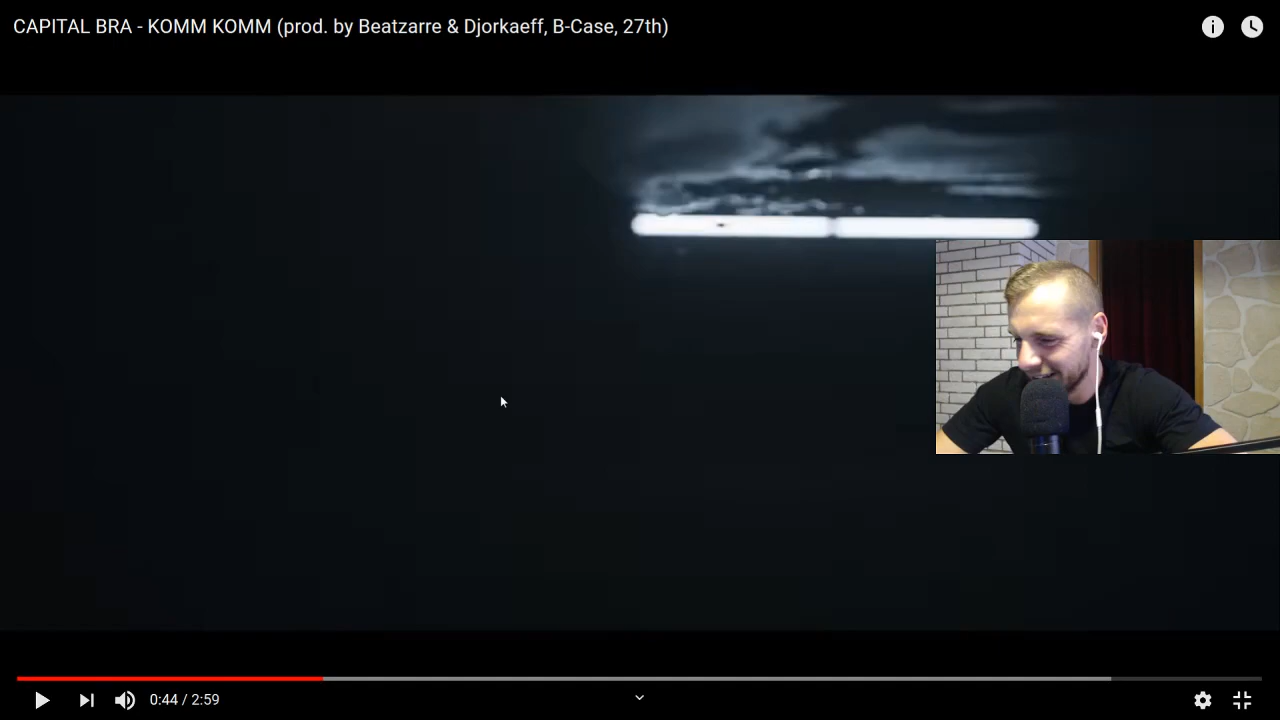 CAPITAL BRA - KOMM KOMM (prod. by Beatzarre & Djorkaeff, B-Case, 27th)
0:44 / 2:59